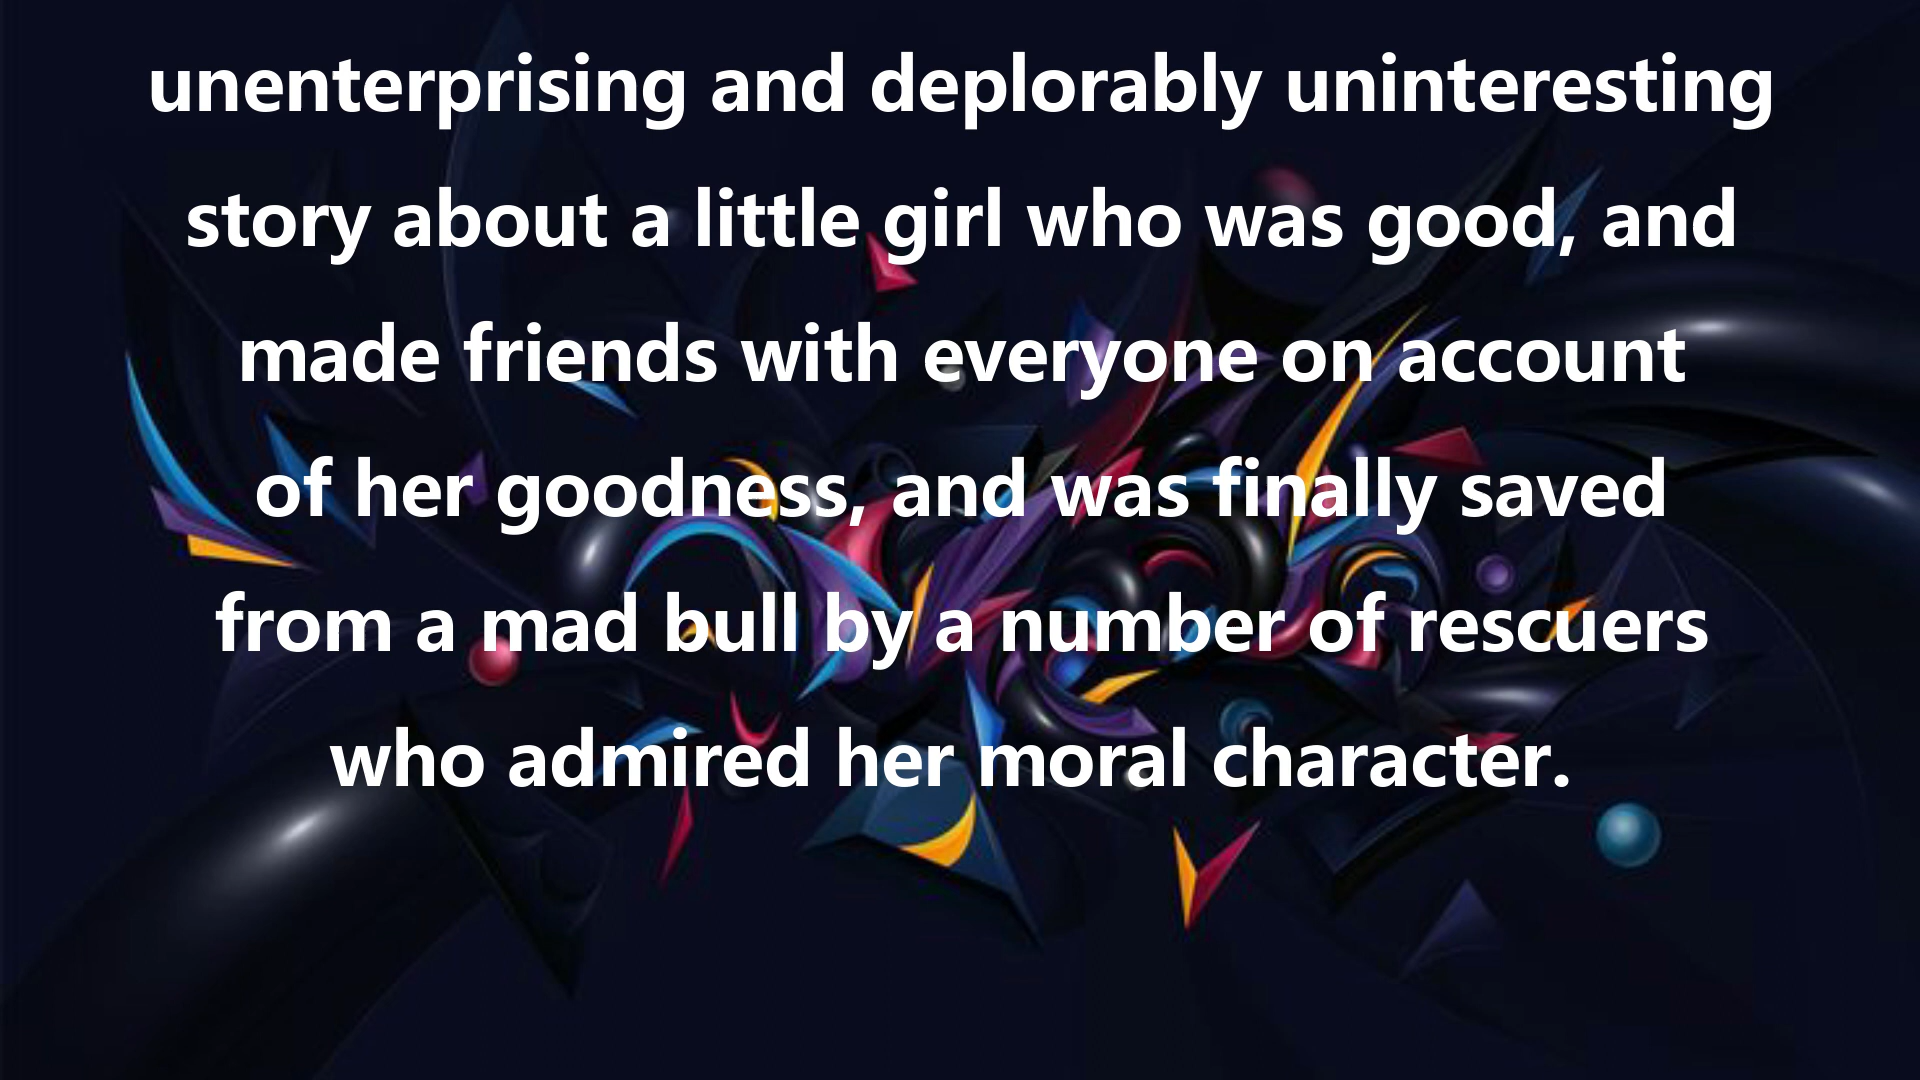 unenterprising and deplorably uninteresting
story about a little girl who was good, and
made friends with everyone on account
of her goodness, and was finally saved
from a mad bull by a number of rescuers
who admired her moral character.